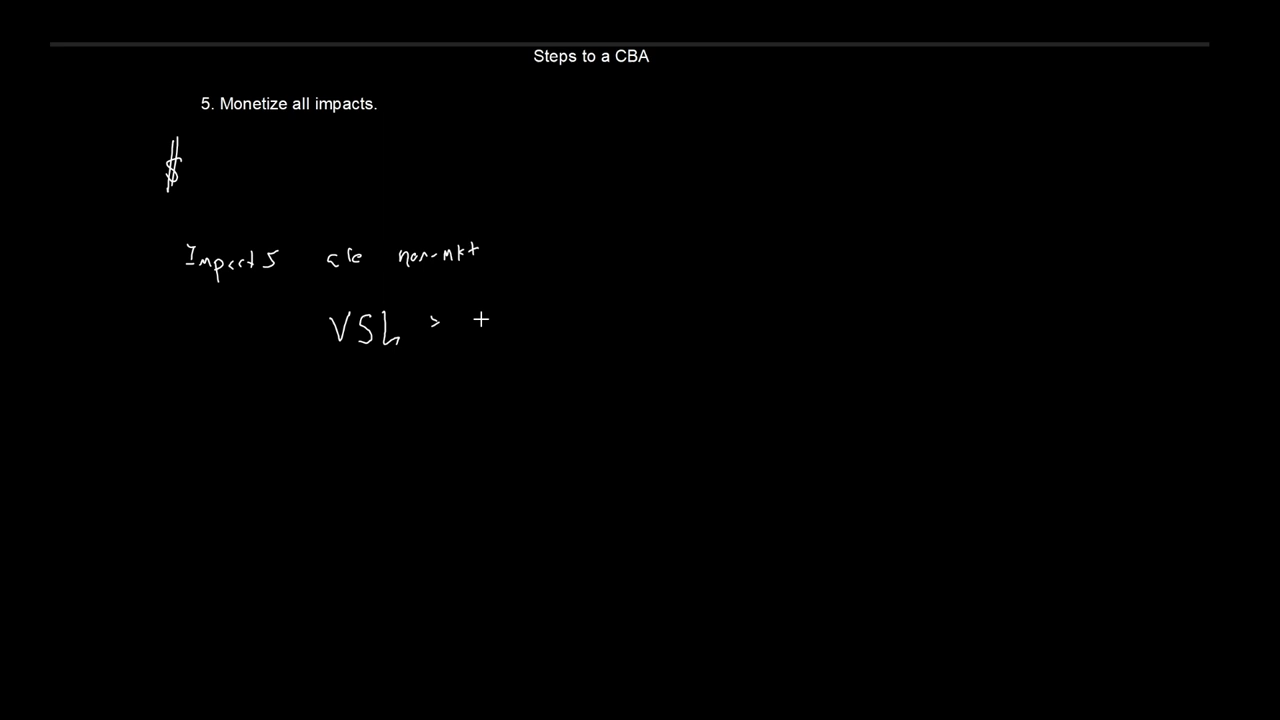 Steps to a CBA
5. Monetize all impacts.
$
Impacts are non-mkt
VSL > +